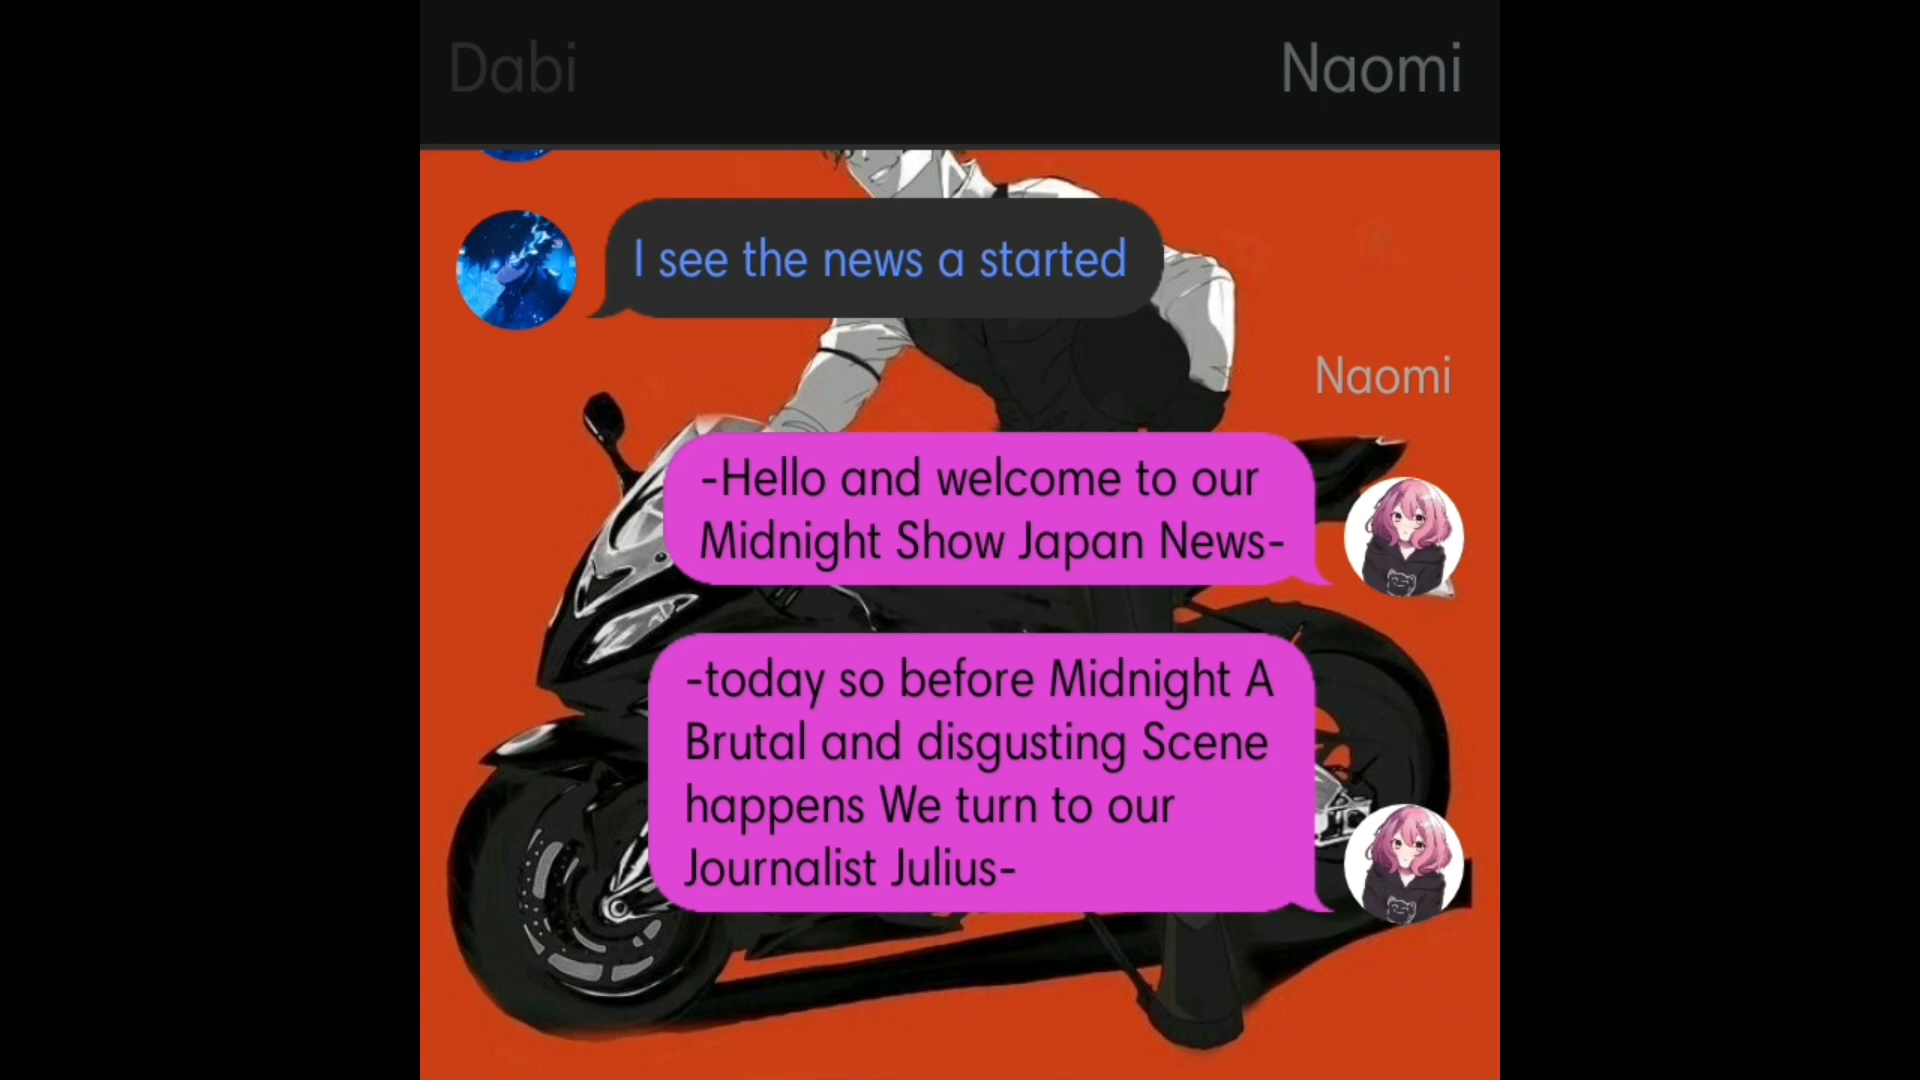 Dabi
Naomi
I see the news a started
Naomi
-Hello and welcome to our
Midnight Show Japan News-
-today so before Midnight A
Brutal and disgusting Scene
happens We turn to our
Journalist Julius-